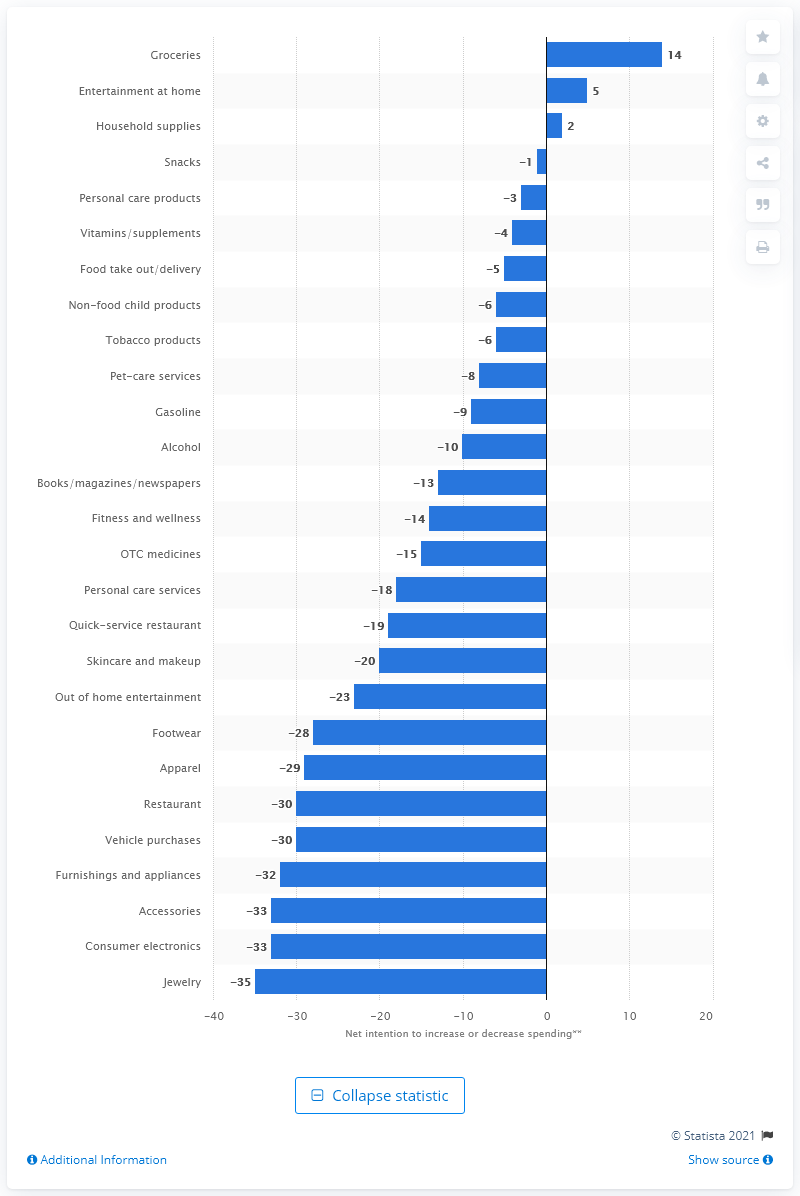 Groceries 14
Entertainment at home 5
Household supplies 2
Snacks -1
Personal care products -3
Vitamins/supplements -4
Food take out/delivery -5
Non-food child products -6
Tobacco products -6
Pet-care services -8
Gasoline -9
Alcohol -10
Books/magazines/newspapers -13
Fitness and wellness -14
OTC medicines -15
Personal care services -18
Quick-service restaurant -19
Skincare and makeup -20
Out of home entertainment -23
Footwear -28
Apparel -29
Restaurant -30
Vehicle purchases -30
Furnishings and appliances -32
Accessories -33
Consumer electronics -33
Jewelry -35
-40 -30 -20 -10 0 10 20
Net intention to increase or decrease spending**
Collapse statistic
© Statista 2021
Additional Information
Show source